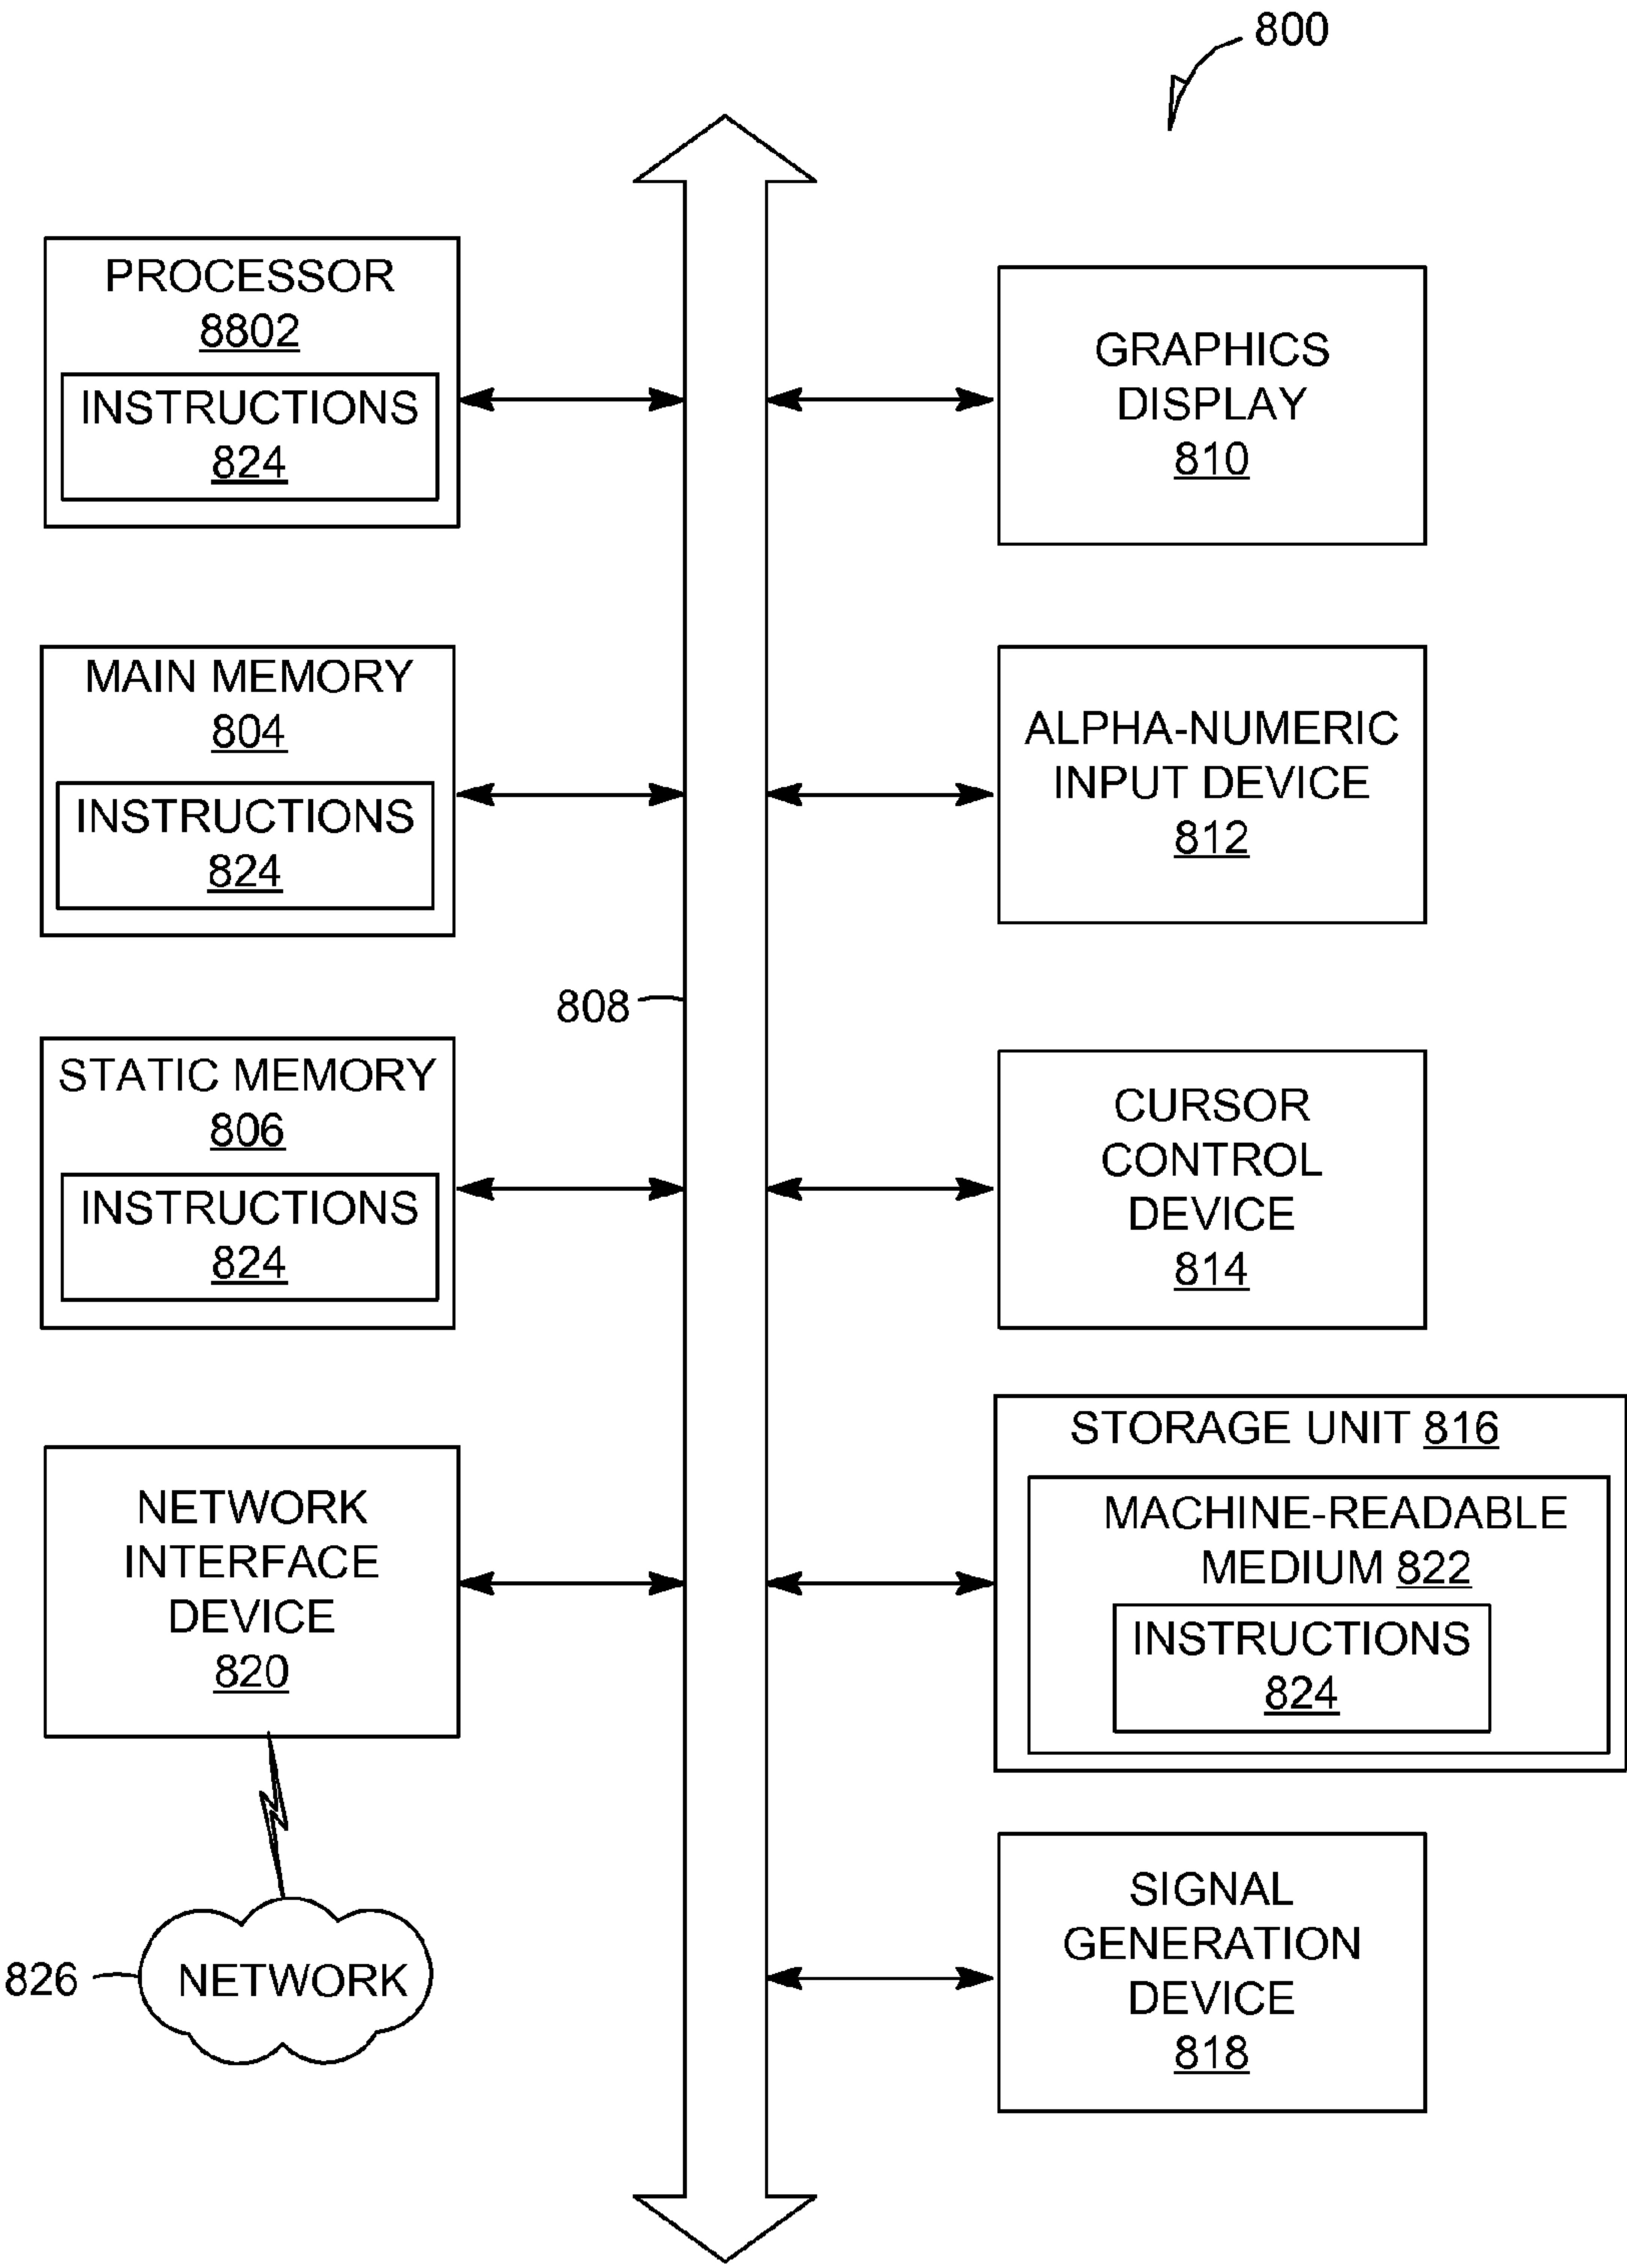 800
PROCESSOR
8802
INSTRUCTIONS
824
GRAPHICS
DISPLAY
810
MAIN MEMORY
804
INSTRUCTIONS
824
ALPHA-NUMERIC
INPUT DEVICE
812
808
STATIC MEMORY
806
INSTRUCTIONS
824
CURSOR
CONTROL
DEVICE
814
NETWORK
INTERFACE
DEVICE
820
STORAGE UNIT 816
MACHINE-READABLE
MEDIUM 822
INSTRUCTIONS
824
826
NETWORK
SIGNAL
GENERATION
DEVICE
818